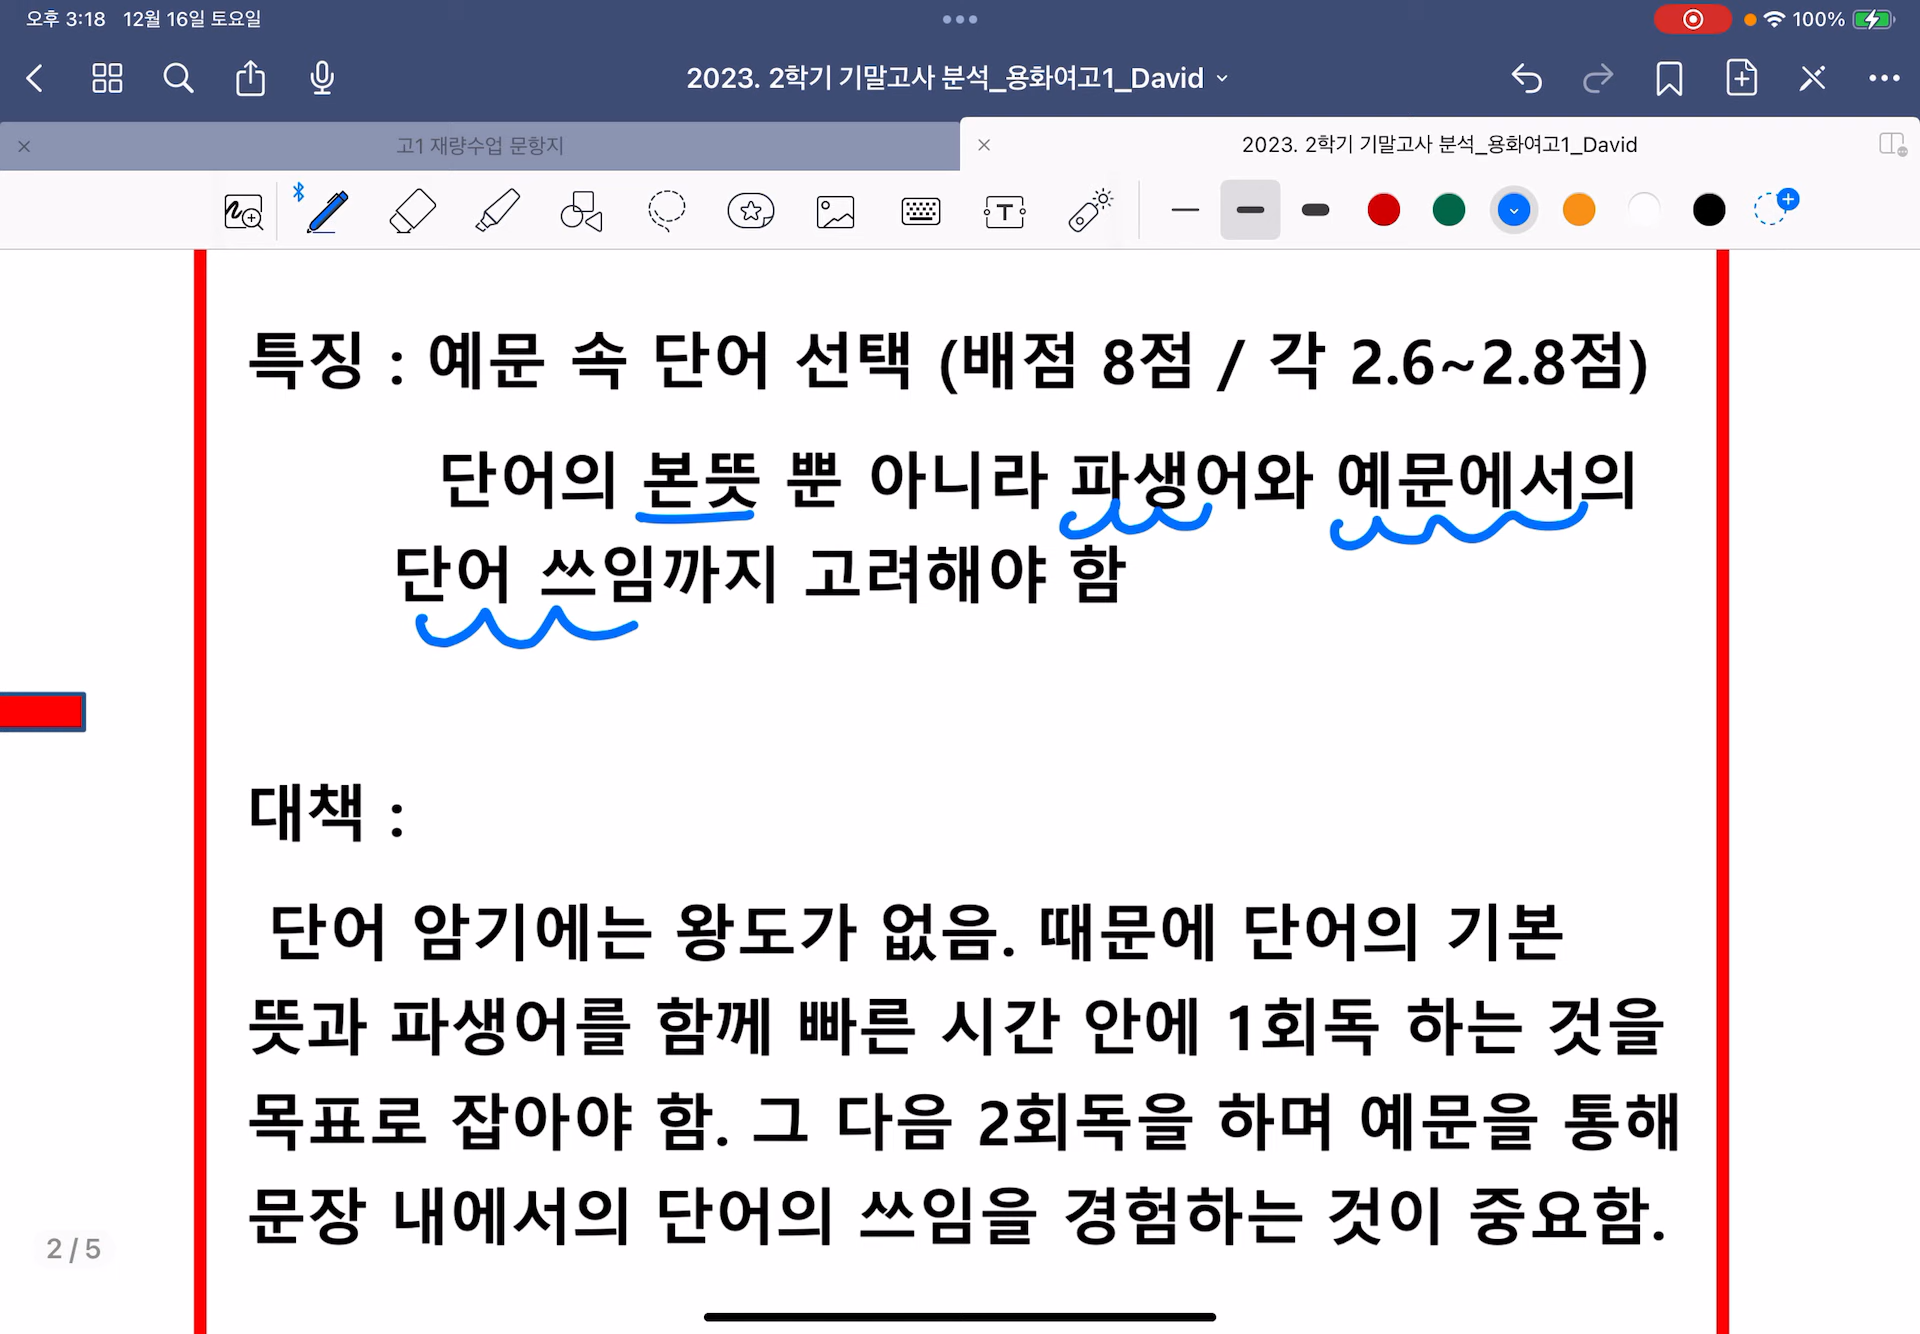 오후 3:18 12월 16일 토요일
100%
2023. 2학기 기말고사 분석_용화여고1_David
고1 재량수업 문항지
2023. 2학기 기말고사 분석_용화여고1_David
특징 : 예문 속 단어 선택 (배점 8점 / 각 2.6~2.8점)
단어의 본뜻 뿐 아니라 파생어와 예문에서의
단어 쓰임까지 고려해야 함
대책 :
단어 암기에는 왕도가 없음. 때문에 단어의 기본
뜻과 파생어를 함께 빠른 시간 안에 1회독 하는 것을
목표로 잡아야 함. 그 다음 2회독을 하며 예문을 통해
문장 내에서의 단어의 쓰임을 경험하는 것이 중요함.
2 / 5